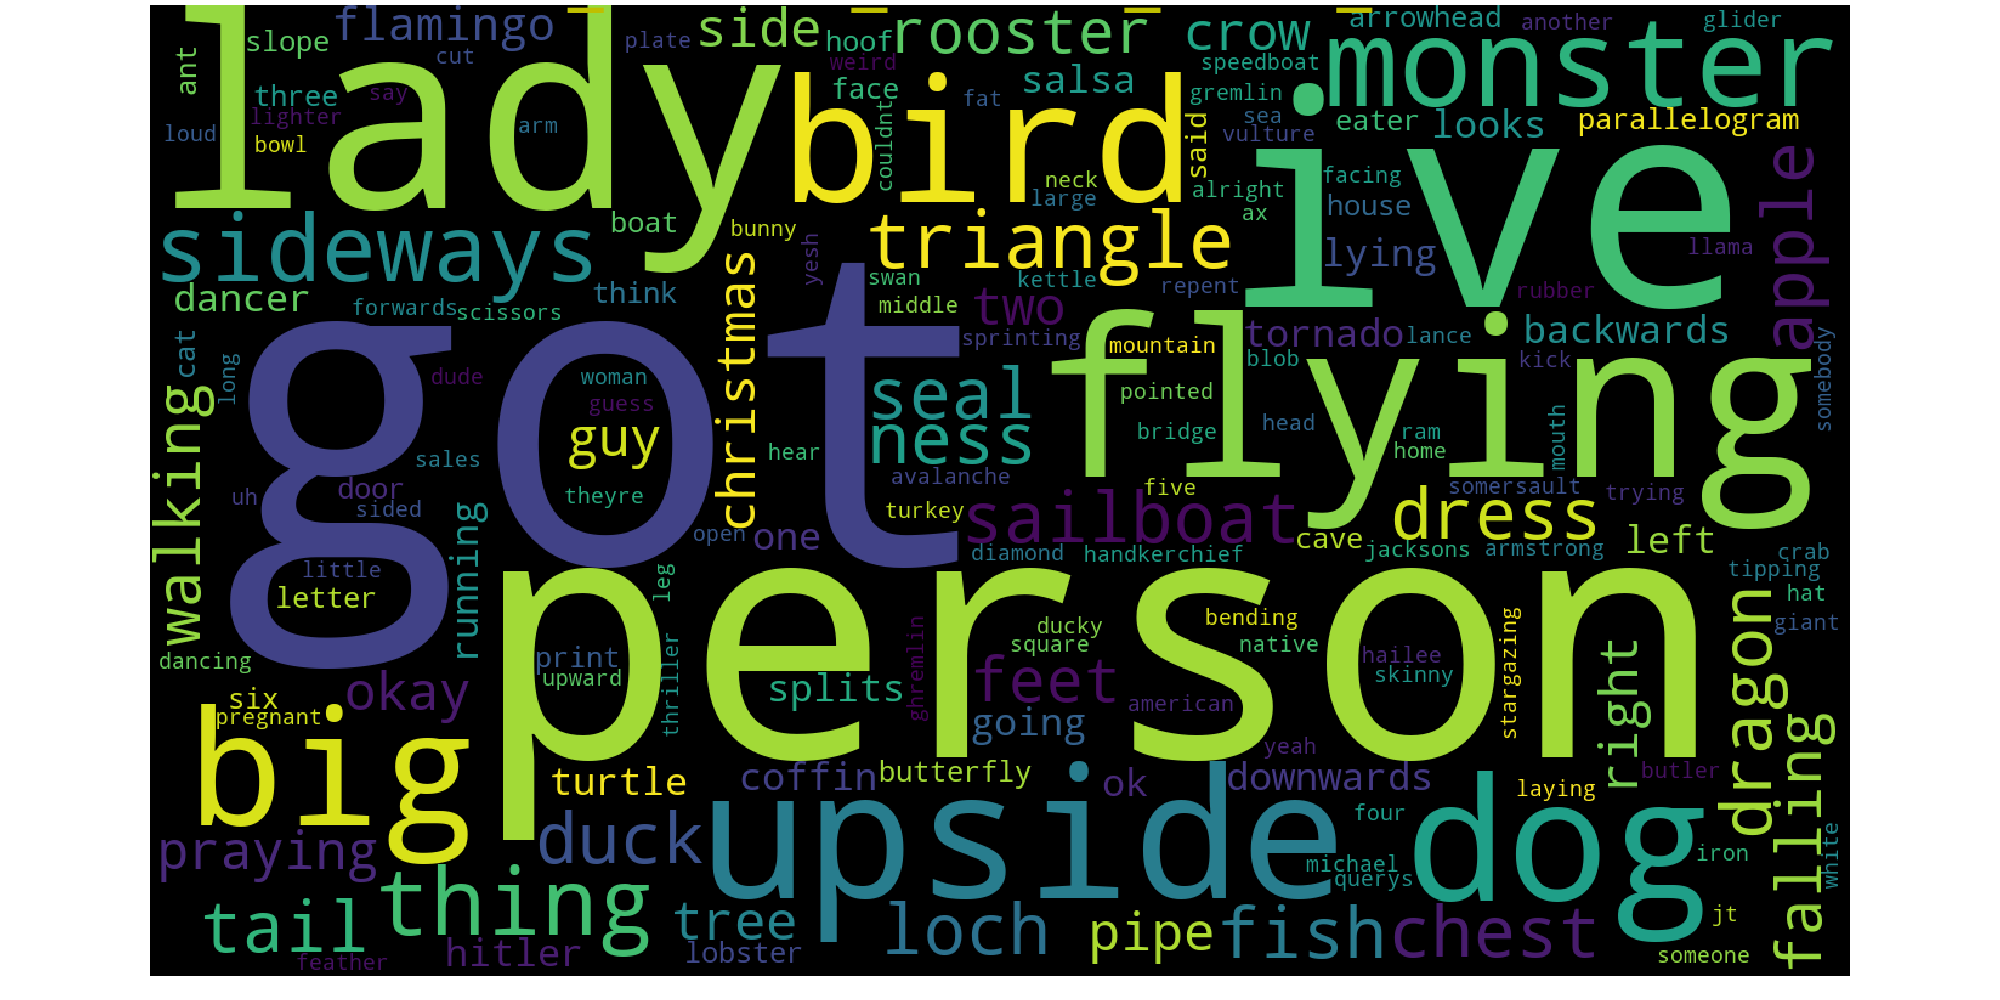 lady
got
person
ive
flying
bird
monster
upside
dog
big
thing
sideways
triangle
flamingo
side
rooster
crow
arrowhead
another
glider
slope
cut
plate
hoof
weird
speedboat
ant
three
say
face
fat
salsa
gremlin
sea
eater
looks
parallelogram
loud
lighter
bowl
arm
couldnt
said
vulture
neck
large
alright
ax
facing
house
apple
boat
bunny
lying
llama
dancer
forwards
scissors
think
christmas
yesh
swan
middle
kettle
two
repent
rubber
sprinting
mountain
tornado
lance
backwards
cat
long
dude
woman
guess
guy
seal
ness
pointed
blob
kick
somebody
walking
sales
hear
bridge
head
ram
home
mouth
avalanche
uh
door
sided
theyre
turkey
five
sailboat
somersault
trying
dress
running
open
one
diamond
handkerchief
cave
jacksons
armstrong
left
crab
little
letter
leg
tipping
hat
giant
dancing
print
upward
thriller
ducky
square
bending
native
hailee
skinny
stargazing
right
dragon
okay
six
pregnant
splits
ghremlin
feet
american
going
yeah
falling
turtle
coffin
butterfly
ok
downwards
butler
laying
four
praying
duck
michael
querys
iron
white
tail
tree
loch
pipe
fish
chest
jt
hitler
feather
lobster
someone